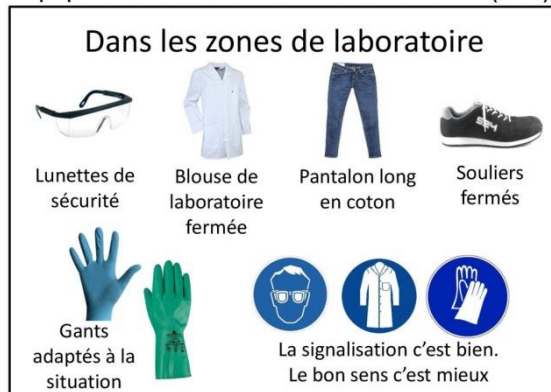 Dans les zones de laboratoire
Lunettes de
sécurité
Blouse de
laboratoire
fermée
Pantalon long
en coton
Souliers
fermés
Gants
adaptés à la
situation
La signalisation c'est bien.
Le bon sens c'est mieux